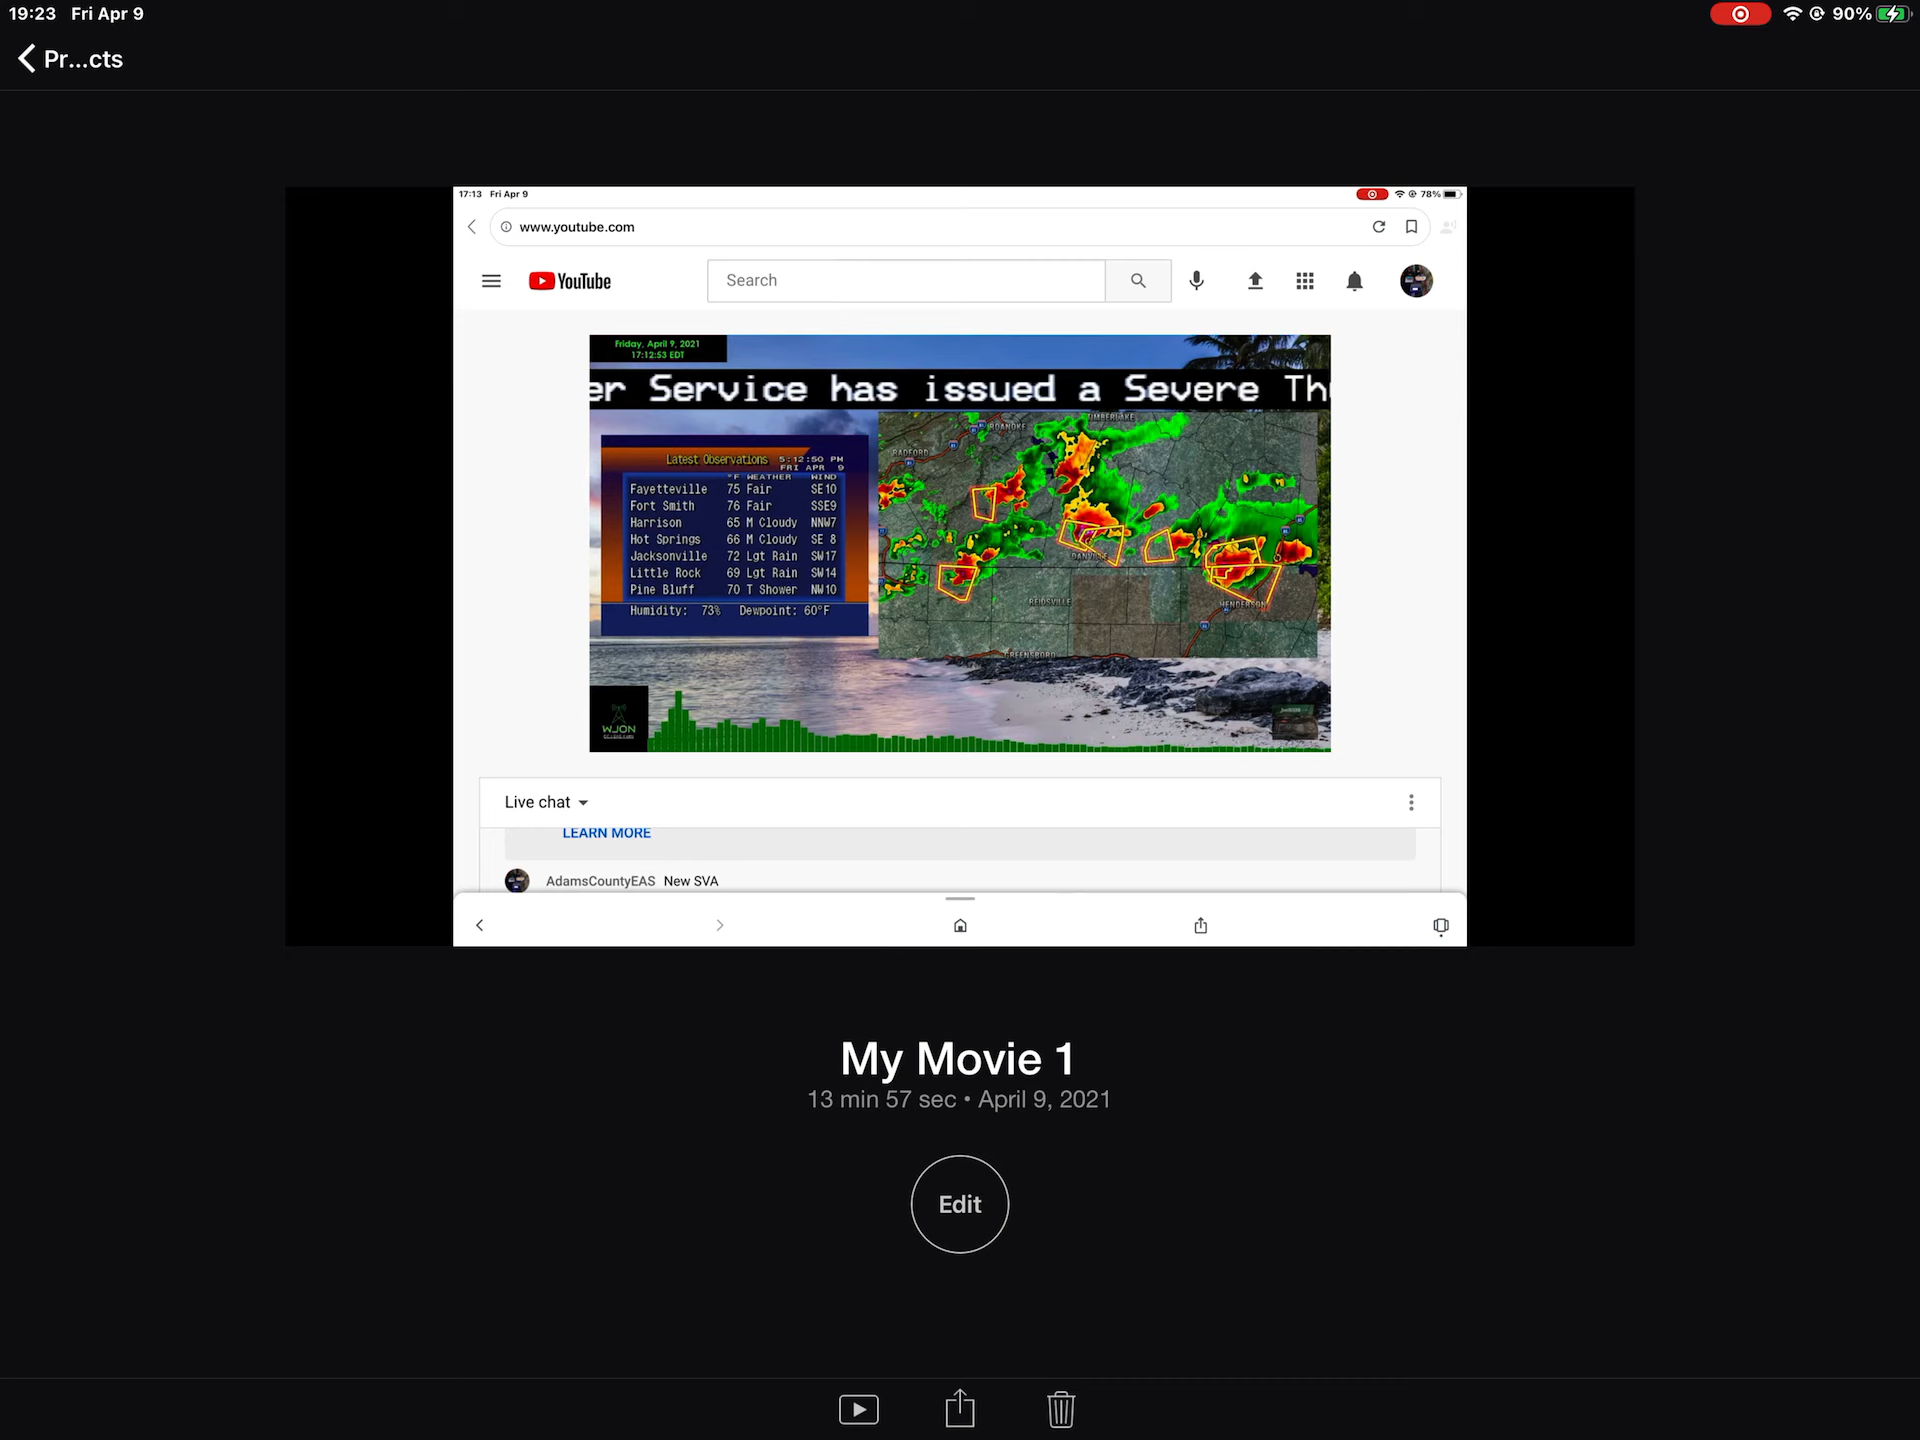 19:23 Fri Apr 9
90%
Pr...cts
17:13 Fri Apr 9
78%
www.youtube.com
YouTube
Search
Friday, April 9, 2021
17:12:53 EDT
er Service has issued a Severe Th
Latest Observations 5:12:50 PM
FRI APR 9
°F WEATHER WIND
Fayetteville 75 Fair SE10
Fort Smith 76 Fair SSE9
Harrison 65 M Cloudy NNW7
Hot Springs 66 M Cloudy SE 8
Jacksonville 72 Lgt Rain SW17
Little Rock 69 Lgt Rain SW14
Pine Bluff 70 T Shower NW10
Humidity: 73% Dewpoint: 60°F
TIMBERLAKE
ROANOKE
RADFORD
DANVILLE
REIDSVILLE
HENDERSON
GREENSBORO
WJON
Live chat
LEARN MORE
AdamsCountyEAS New SVA
My Movie 1
13 min 57 sec • April 9, 2021
Edit